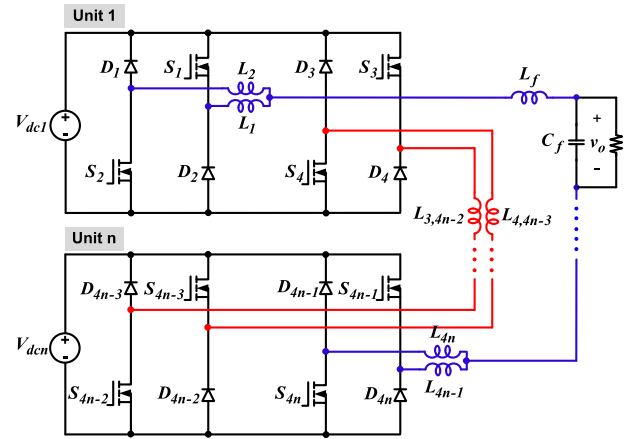 Unit 1
D1
S1
L2
D3
S3
Lf
L1
Vdc1
+
-
S2
D2
S4
D4
Cf
+
vo
-
L3,4n-2
L4,4n-3
Unit n
D4n-3
S4n-3
D4n-1
S4n-1
Vdcn
+
-
L4n
S4n-2
D4n-2
S4n
D4n
L4n-1